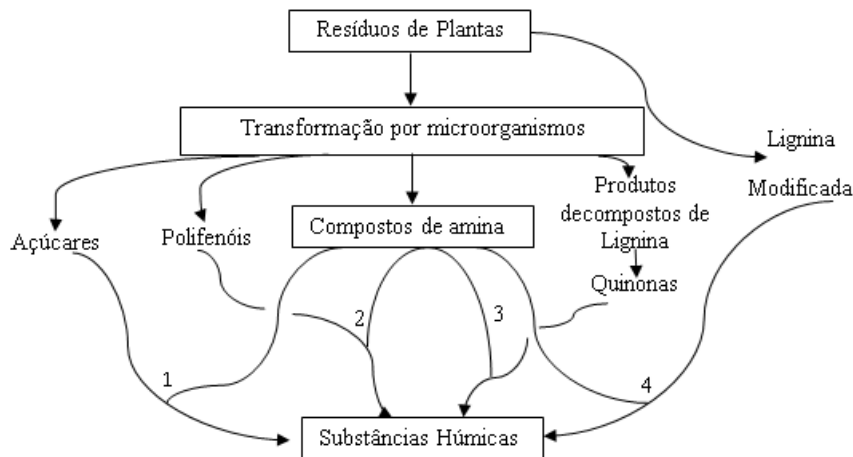 Resíduos de Plantas
Transformação por microorganismos
Lignina
Modificada
Açúcares
Polifenóis
Compostos de amina
Produtos
decompostos de
Lignina
Quinonas
1
2
3
4
Substâncias Húmicas